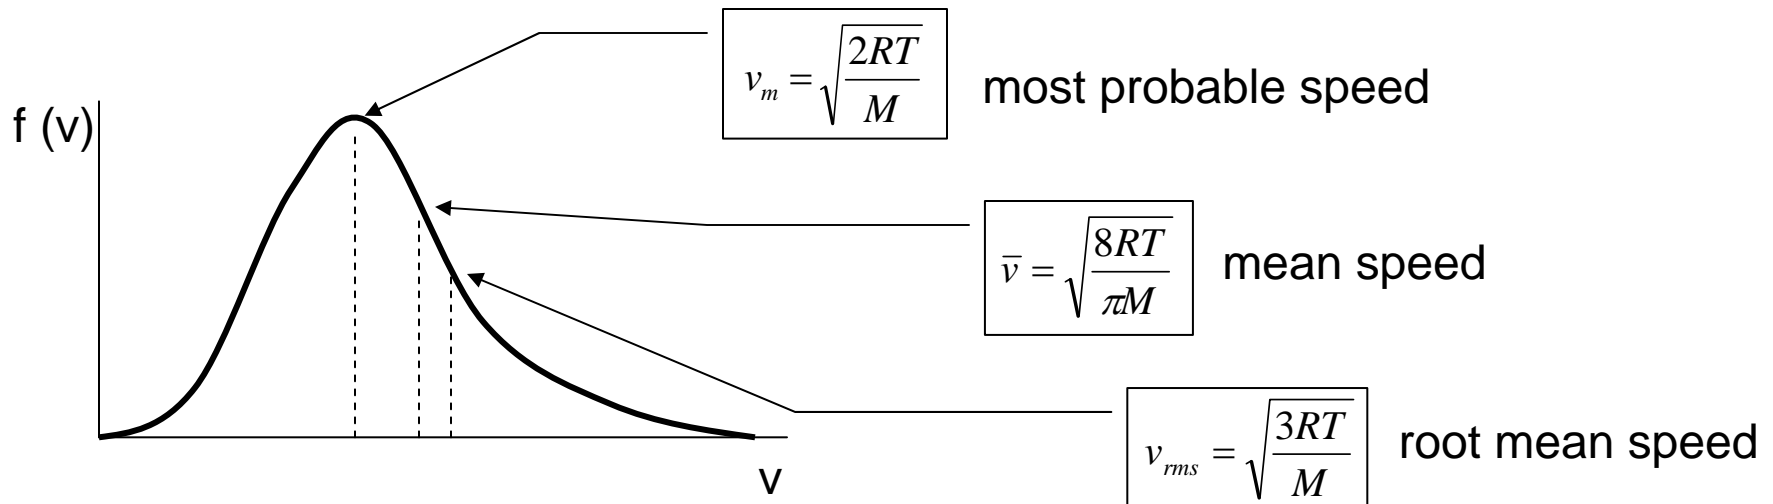 v_m = √(2RT/M) most probable speed
f (v)
v̄ = √(8RT/πM) mean speed
v_rms = √(3RT/M) root mean speed
v